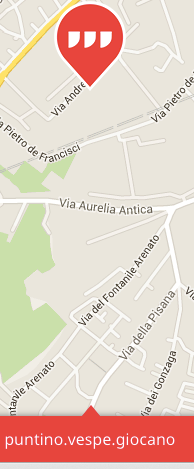 Via Andre
Via Pietro de
Via Pietro de Francisci
Via Aurelia Antica
Via del Fontanile Arenato
Via della Pisana
Via dei Gonzaga
Arenato
puntino.vespe.giocano